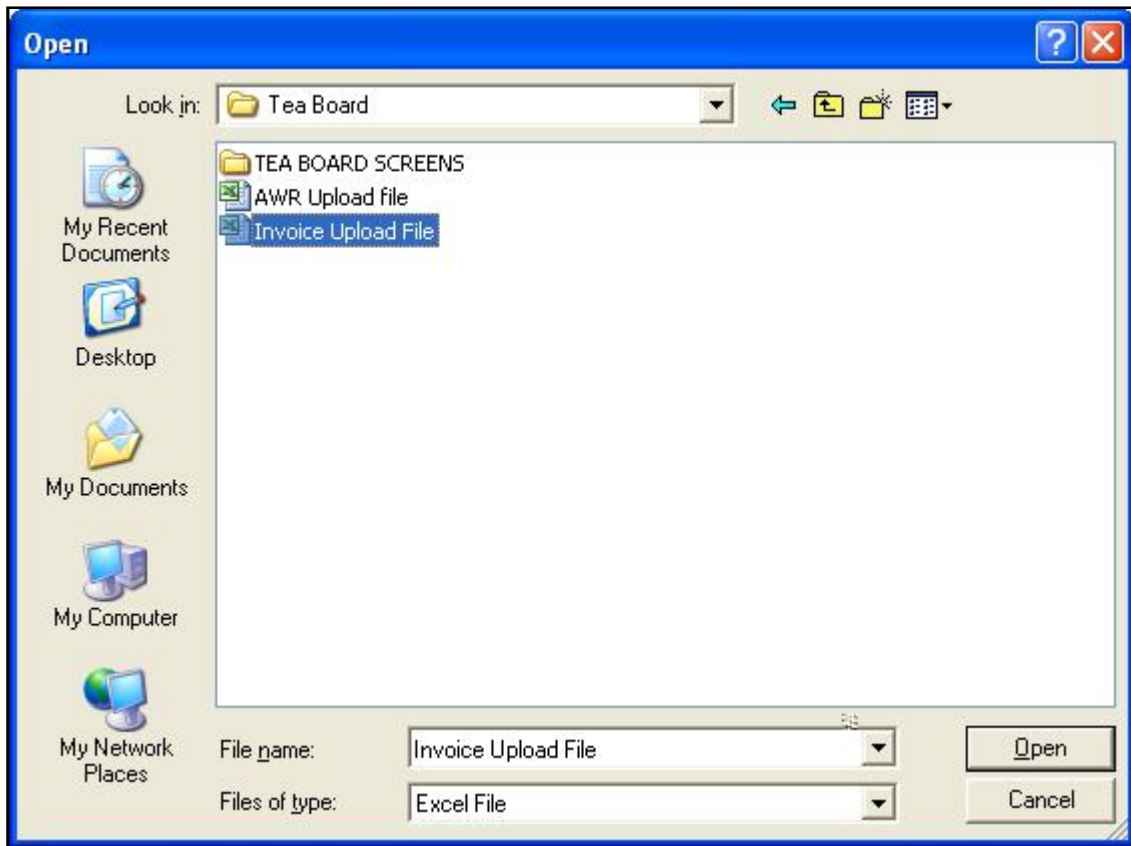 Open
Look in: Tea Board
TEA BOARD SCREENS
AWR Upload file
Invoice Upload File
My Recent
Documents
Desktop
My Documents
My Computer
My Network
Places
File name: Invoice Upload File
Open
Files of type: Excel File
Cancel